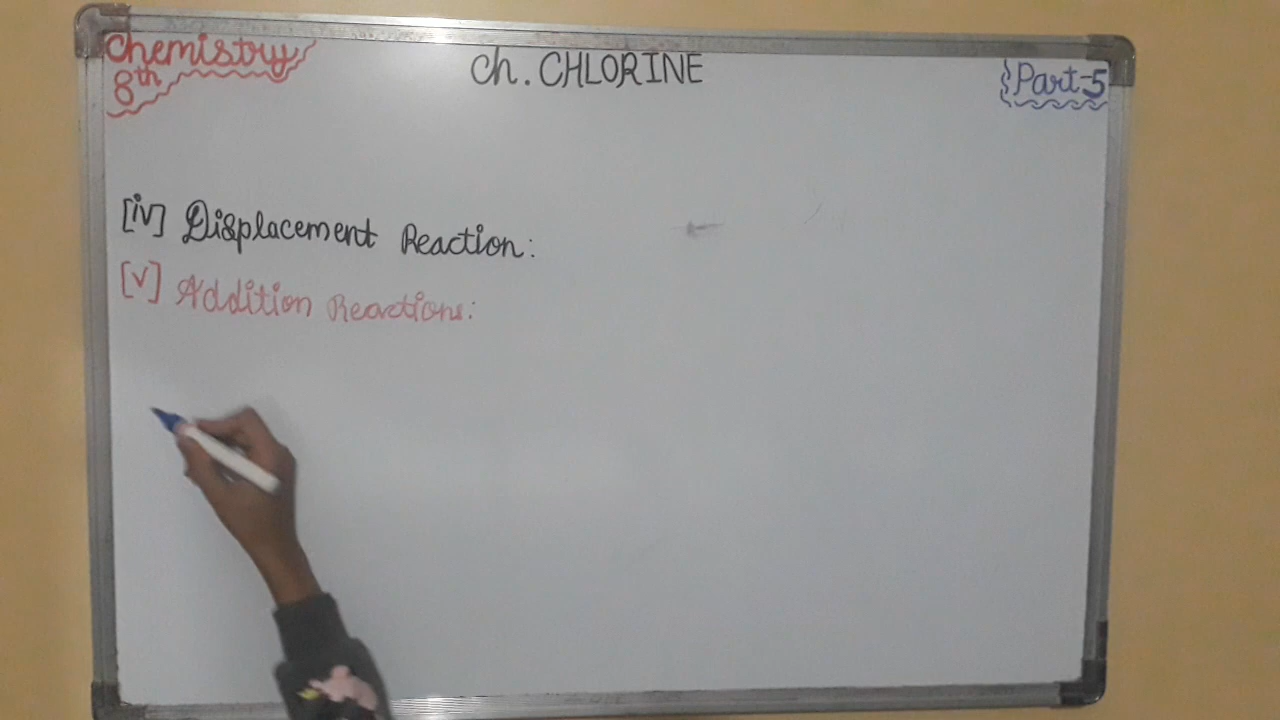 Chemistry
8th
Ch. CHLORINE
Part-5
[iv] Displacement Reaction:
[v] Addition Reactions: